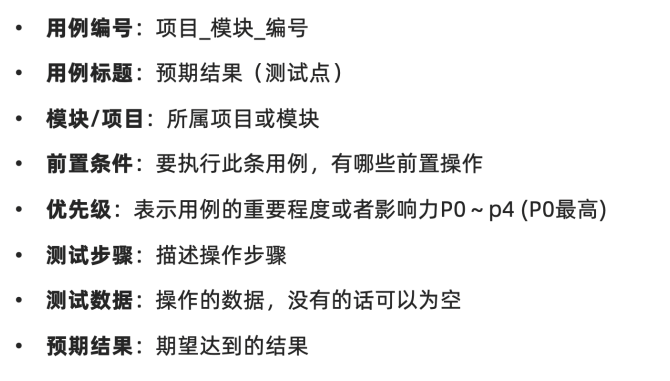 • 用例编号：项目_模块_编号
• 用例标题：预期结果（测试点）
• 模块/项目：所属项目或模块
• 前置条件：要执行此条用例，有哪些前置操作
• 优先级：表示用例的重要程度或者影响力P0～p4 (P0最高)
• 测试步骤：描述操作步骤
• 测试数据：操作的数据，没有的话可以为空
• 预期结果：期望达到的结果